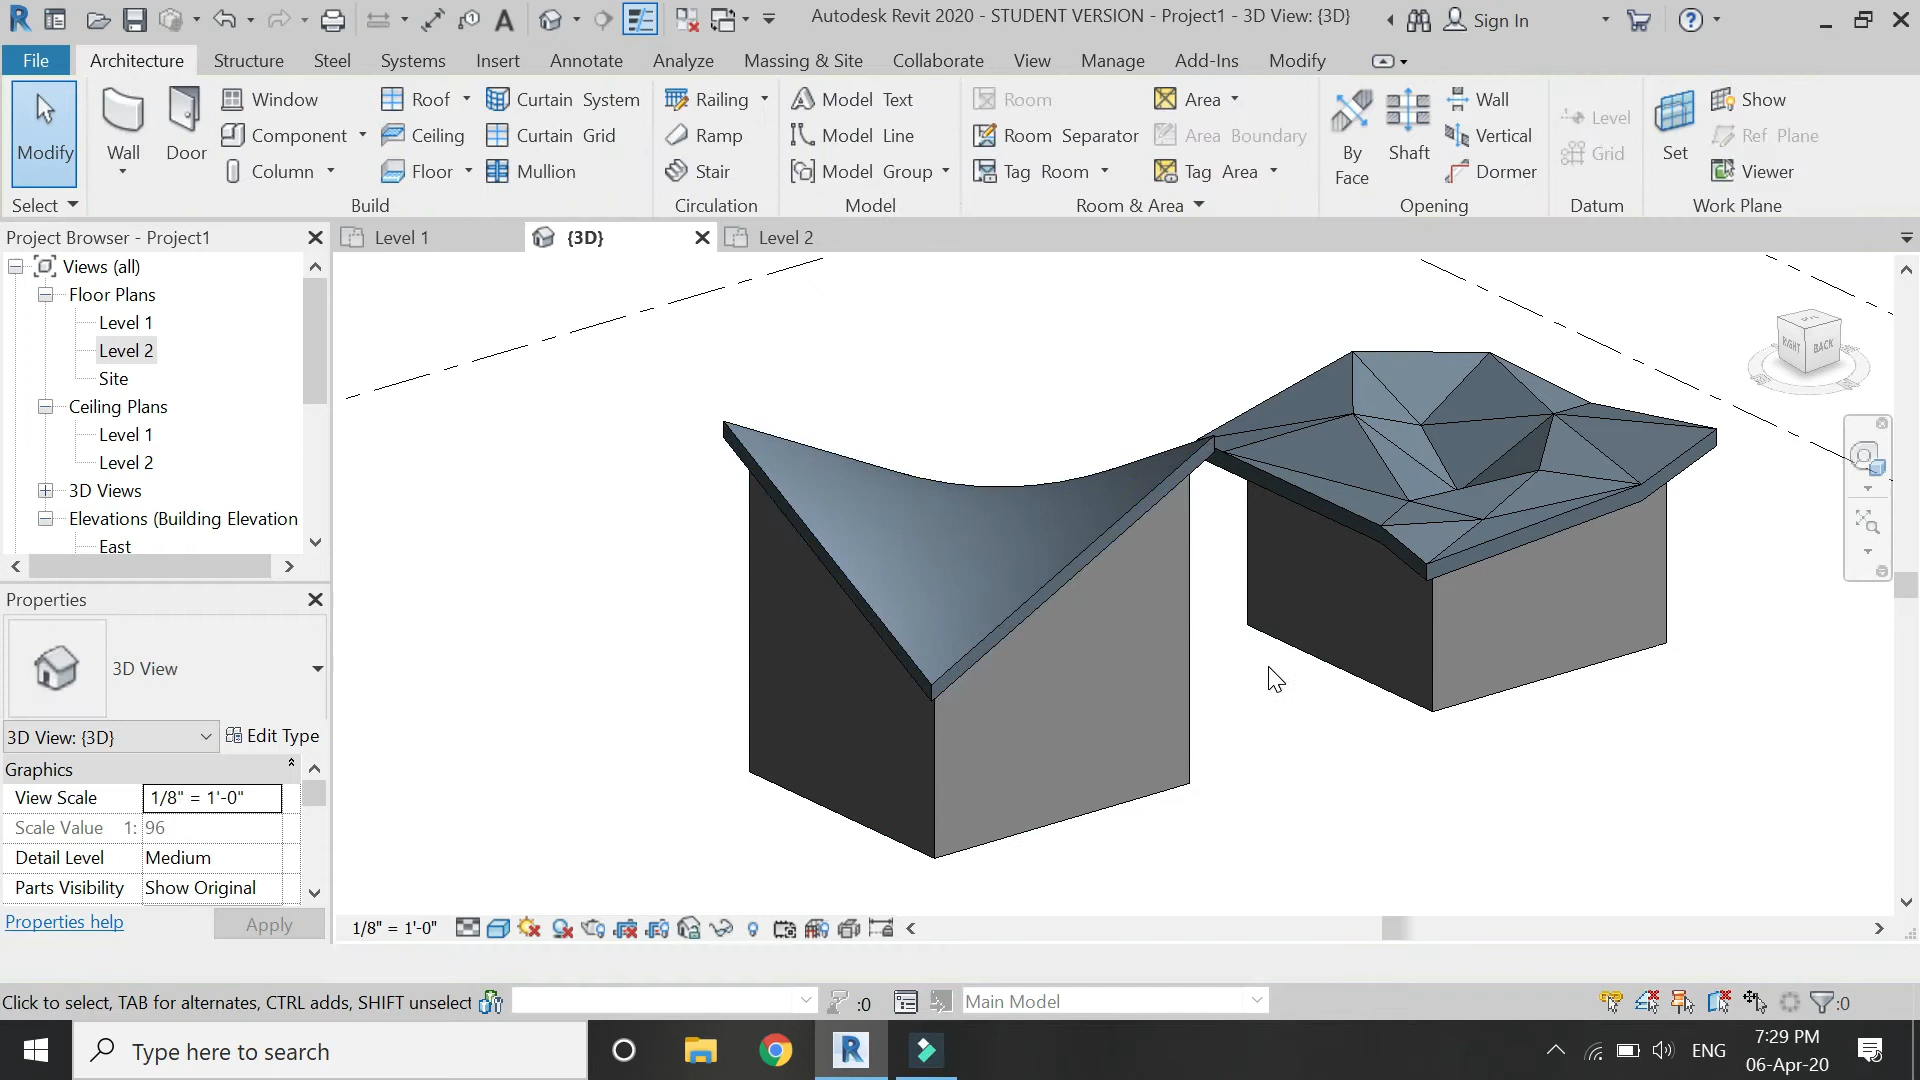 Autodesk Revit 2020 - STUDENT VERSION - Project1 - 3D View: {3D}
Sign In
File
Architecture
Structure
Steel
Systems
Insert
Annotate
Analyze
Massing & Site
Collaborate
View
Manage
Add-Ins
Modify
Modify
Wall
Door
Window
Component
Column
Roof
Ceiling
Floor
Curtain System
Curtain Grid
Mullion
Railing
Ramp
Stair
Model Text
Model Line
Model Group
Room
Room Separator
Tag Room
Area
Area Boundary
Tag Area
By Face
Shaft
Wall
Vertical
Dormer
Level
Grid
Set
Show
Ref Plane
Viewer
Select
Build
Circulation
Model
Room & Area
Opening
Datum
Work Plane
Project Browser - Project1
Level 1
{3D}
Level 2
Views (all)
Floor Plans
Level 1
Level 2
Site
Ceiling Plans
Level 1
Level 2
3D Views
Elevations (Building Elevation
East
RIGHT
BACK
Properties
3D View
3D View: {3D}
Edit Type
Graphics
View Scale
1/8" = 1'-0"
Scale Value 1:
96
Detail Level
Medium
Parts Visibility
Show Original
Properties help
Apply
1/8" = 1'-0"
Click to select, TAB for alternates, CTRL adds, SHIFT unselect
:0
Main Model
:0
Type here to search
ENG
7:29 PM
06-Apr-20